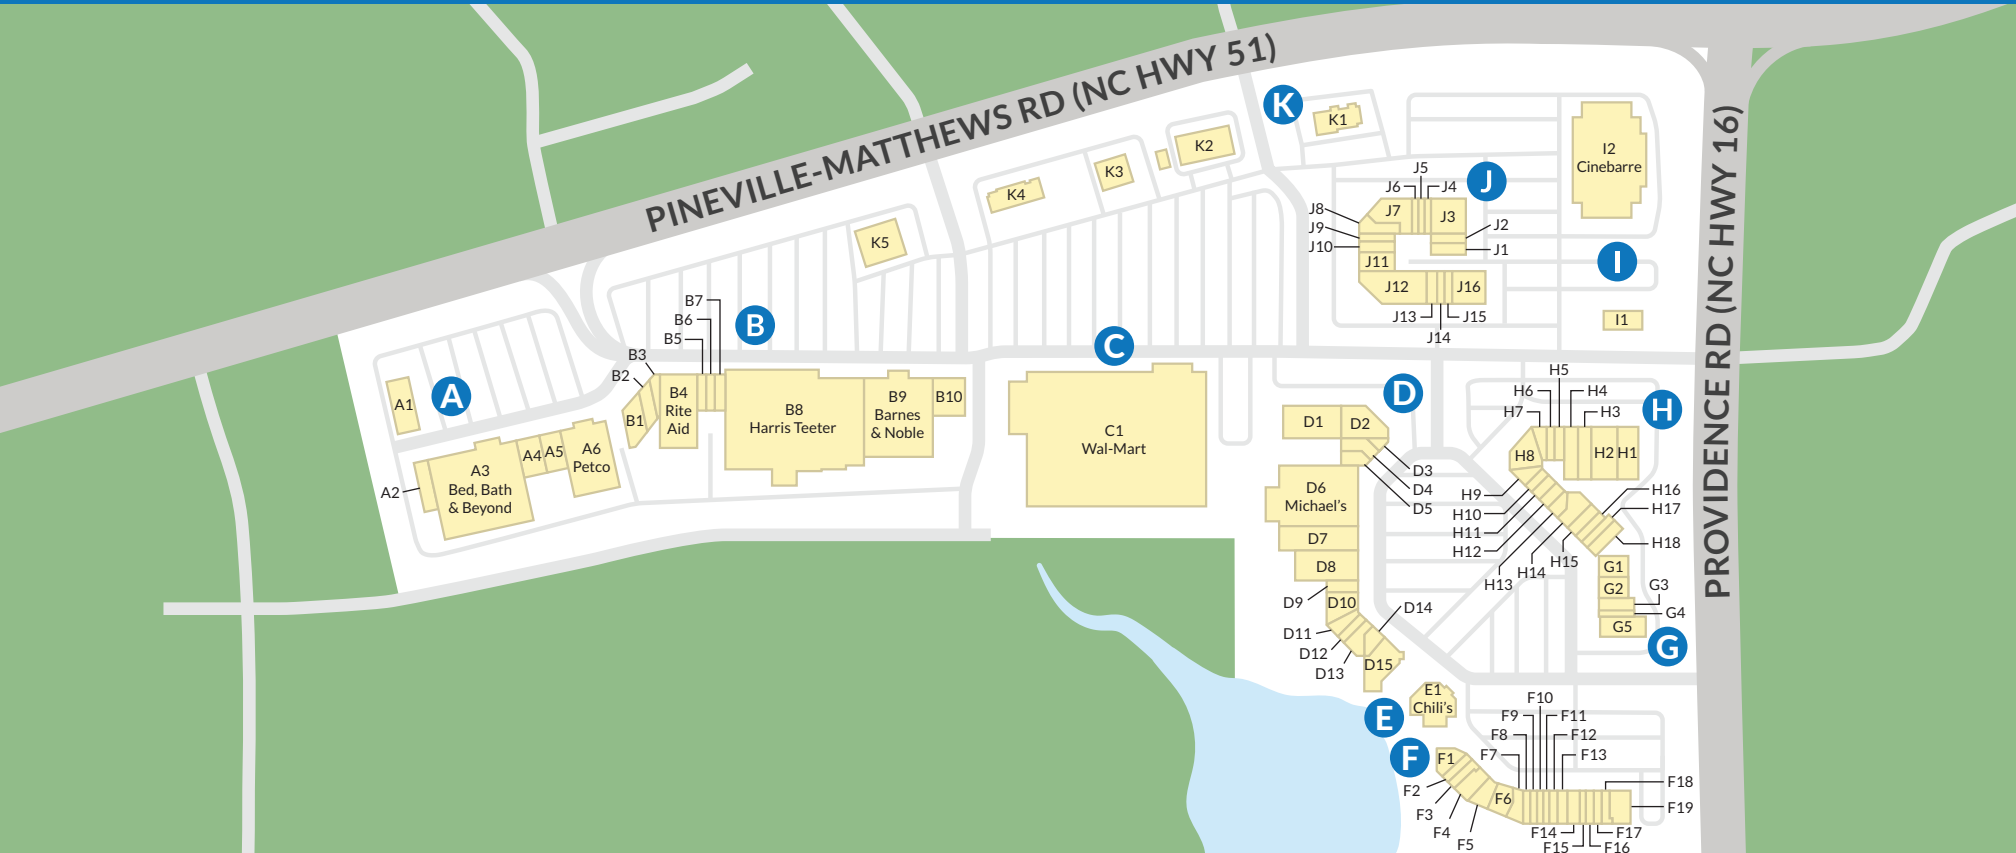 PINEVILLE-MATTHEWS RD (NC HWY 51)
PROVIDENCE RD (NC HWY 16)
A
A1
A2
A3
Bed, Bath
& Beyond
A4
A5
A6
Petco
B
B1
B2
B3
B4
Rite
Aid
B5
B6
B7
B8
Harris Teeter
B9
Barnes
& Noble
B10
C
C1
Wal-Mart
D
D1
D2
D3
D4
D5
D6
Michael's
D7
D8
D9
D10
D11
D12
D13
D14
D15
E
E1
Chili's
F
F1
F2
F3
F4
F5
F6
F7
F8
F9
F10
F11
F12
F13
F14
F15
F16
F17
F18
F19
G
G1
G2
G3
G4
G5
H
H1
H2
H3
H4
H5
H6
H7
H8
H9
H10
H11
H12
H13
H14
H15
H16
H17
H18
I
I1
I2
Cinebarre
J
J1
J2
J3
J4
J5
J6
J7
J8
J9
J10
J11
J12
J13
J14
J15
J16
K
K1
K2
K3
K4
K5